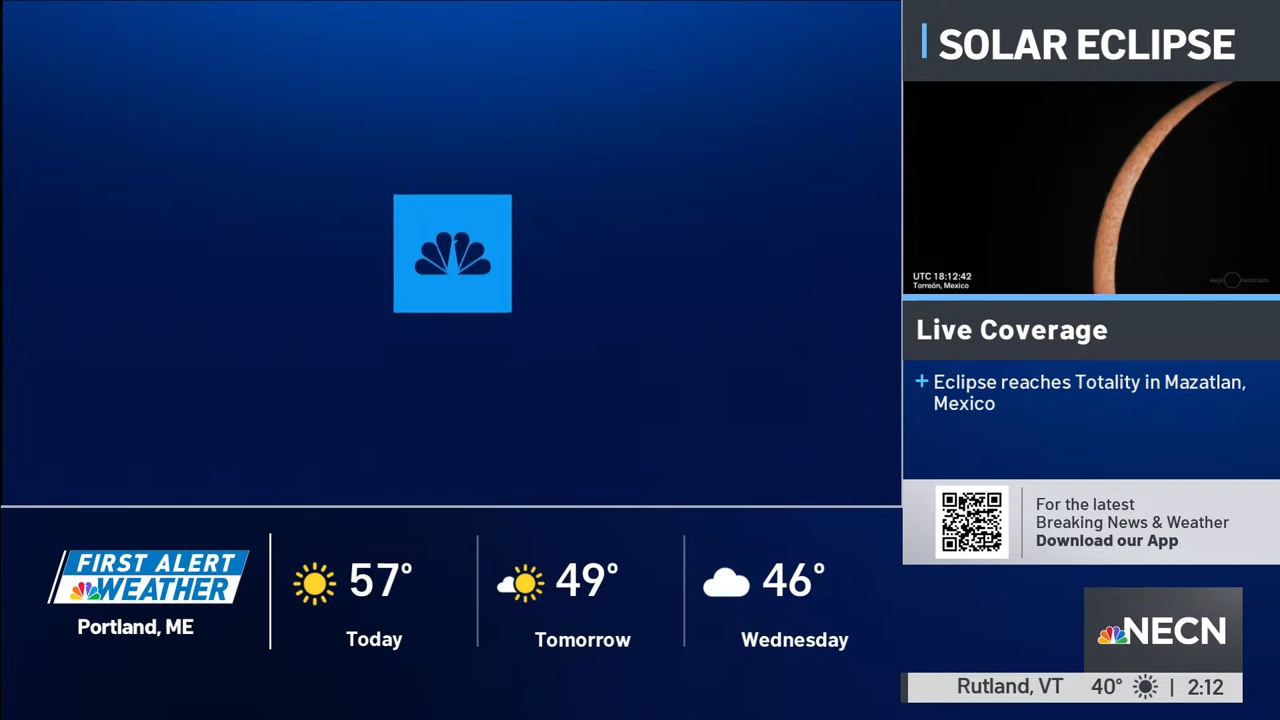 SOLAR ECLIPSE
UTC 18:12:42
Torreón, Mexico
Live Coverage
+ Eclipse reaches Totality in Mazatlan,
Mexico
For the latest
Breaking News & Weather
Download our App
FIRST ALERT
WEATHER
Portland, ME
57°
Today
49°
Tomorrow
46°
Wednesday
NECN
Rutland, VT 40° | 2:12